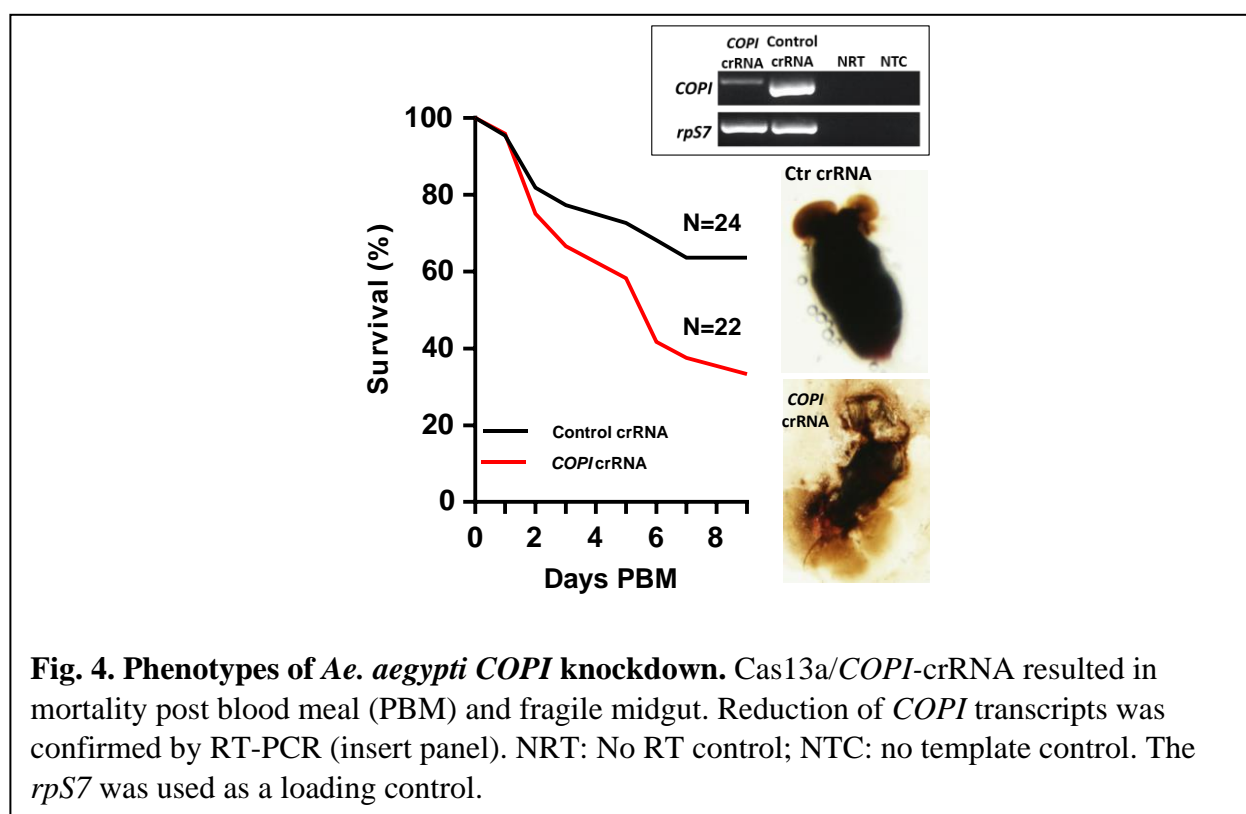 COPI Control
crRNA crRNA NRT NTC
COPI
rpS7
100
80
60
40
20
0
Survival (%)
N=24
N=22
Control crRNA
COPI crRNA
0 2 4 6 8
Days PBM
Ctr crRNA
COPI
crRNA
Fig. 4. Phenotypes of Ae. aegypti COPI knockdown. Cas13a/COPI-crRNA resulted in
mortality post blood meal (PBM) and fragile midgut. Reduction of COPI transcripts was
confirmed by RT-PCR (insert panel). NRT: No RT control; NTC: no template control. The
rpS7 was used as a loading control.